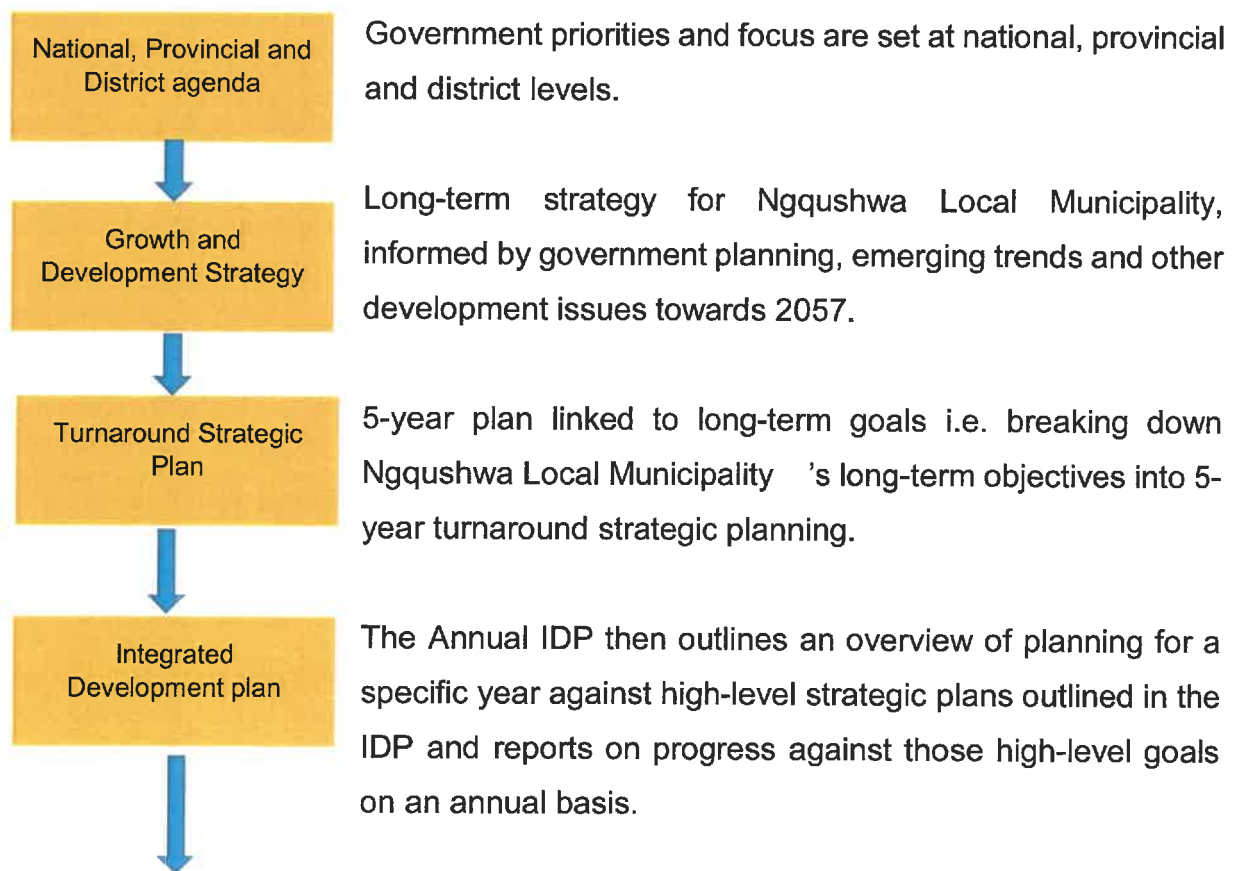 National, Provincial and
District agenda
Government priorities and focus are set at national, provincial
and district levels.
Growth and
Development Strategy
Long-term strategy for Ngqushwa Local Municipality,
informed by government planning, emerging trends and other
development issues towards 2057.
Turnaround Strategic
Plan
5-year plan linked to long-term goals i.e. breaking down
Ngqushwa Local Municipality 's long-term objectives into 5-
year turnaround strategic planning.
Integrated
Development plan
The Annual IDP then outlines an overview of planning for a
specific year against high-level strategic plans outlined in the
IDP and reports on progress against those high-level goals
on an annual basis.